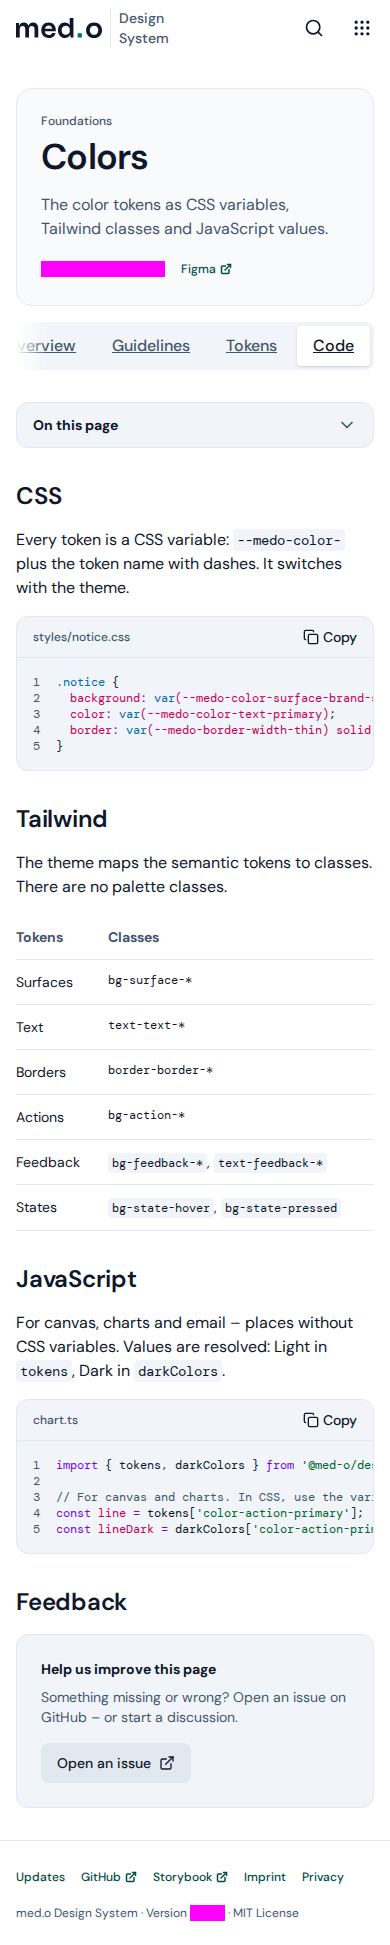 med.o
Design
System
Foundations
Colors
The color tokens as CSS variables,
Tailwind classes and JavaScript values.
Figma
verview Guidelines Tokens Code
On this page
CSS
Every token is a CSS variable: --medo-color-
plus the token name with dashes. It switches
with the theme.
styles/notice.css Copy
1 .notice {
2 background: var(--medo-color-surface-brand-
3 color: var(--medo-color-text-primary);
4 border: var(--medo-border-width-thin) solid
5 }
Tailwind
The theme maps the semantic tokens to classes.
There are no palette classes.
Tokens Classes
Surfaces bg-surface-*
Text text-text-*
Borders border-border-*
Actions bg-action-*
Feedback bg-feedback-*, text-feedback-*
States bg-state-hover, bg-state-pressed
JavaScript
For canvas, charts and email – places without
CSS variables. Values are resolved: Light in
tokens, Dark in darkColors.
chart.ts Copy
1 import { tokens, darkColors } from '@med-o/de
2
3 // For canvas and charts. In CSS, use the var
4 const line = tokens['color-action-primary'];
5 const lineDark = darkColors['color-action-pri
Feedback
Help us improve this page
Something missing or wrong? Open an issue on
GitHub – or start a discussion.
Open an issue
Updates GitHub Storybook Imprint Privacy
med.o Design System · Version · MIT License